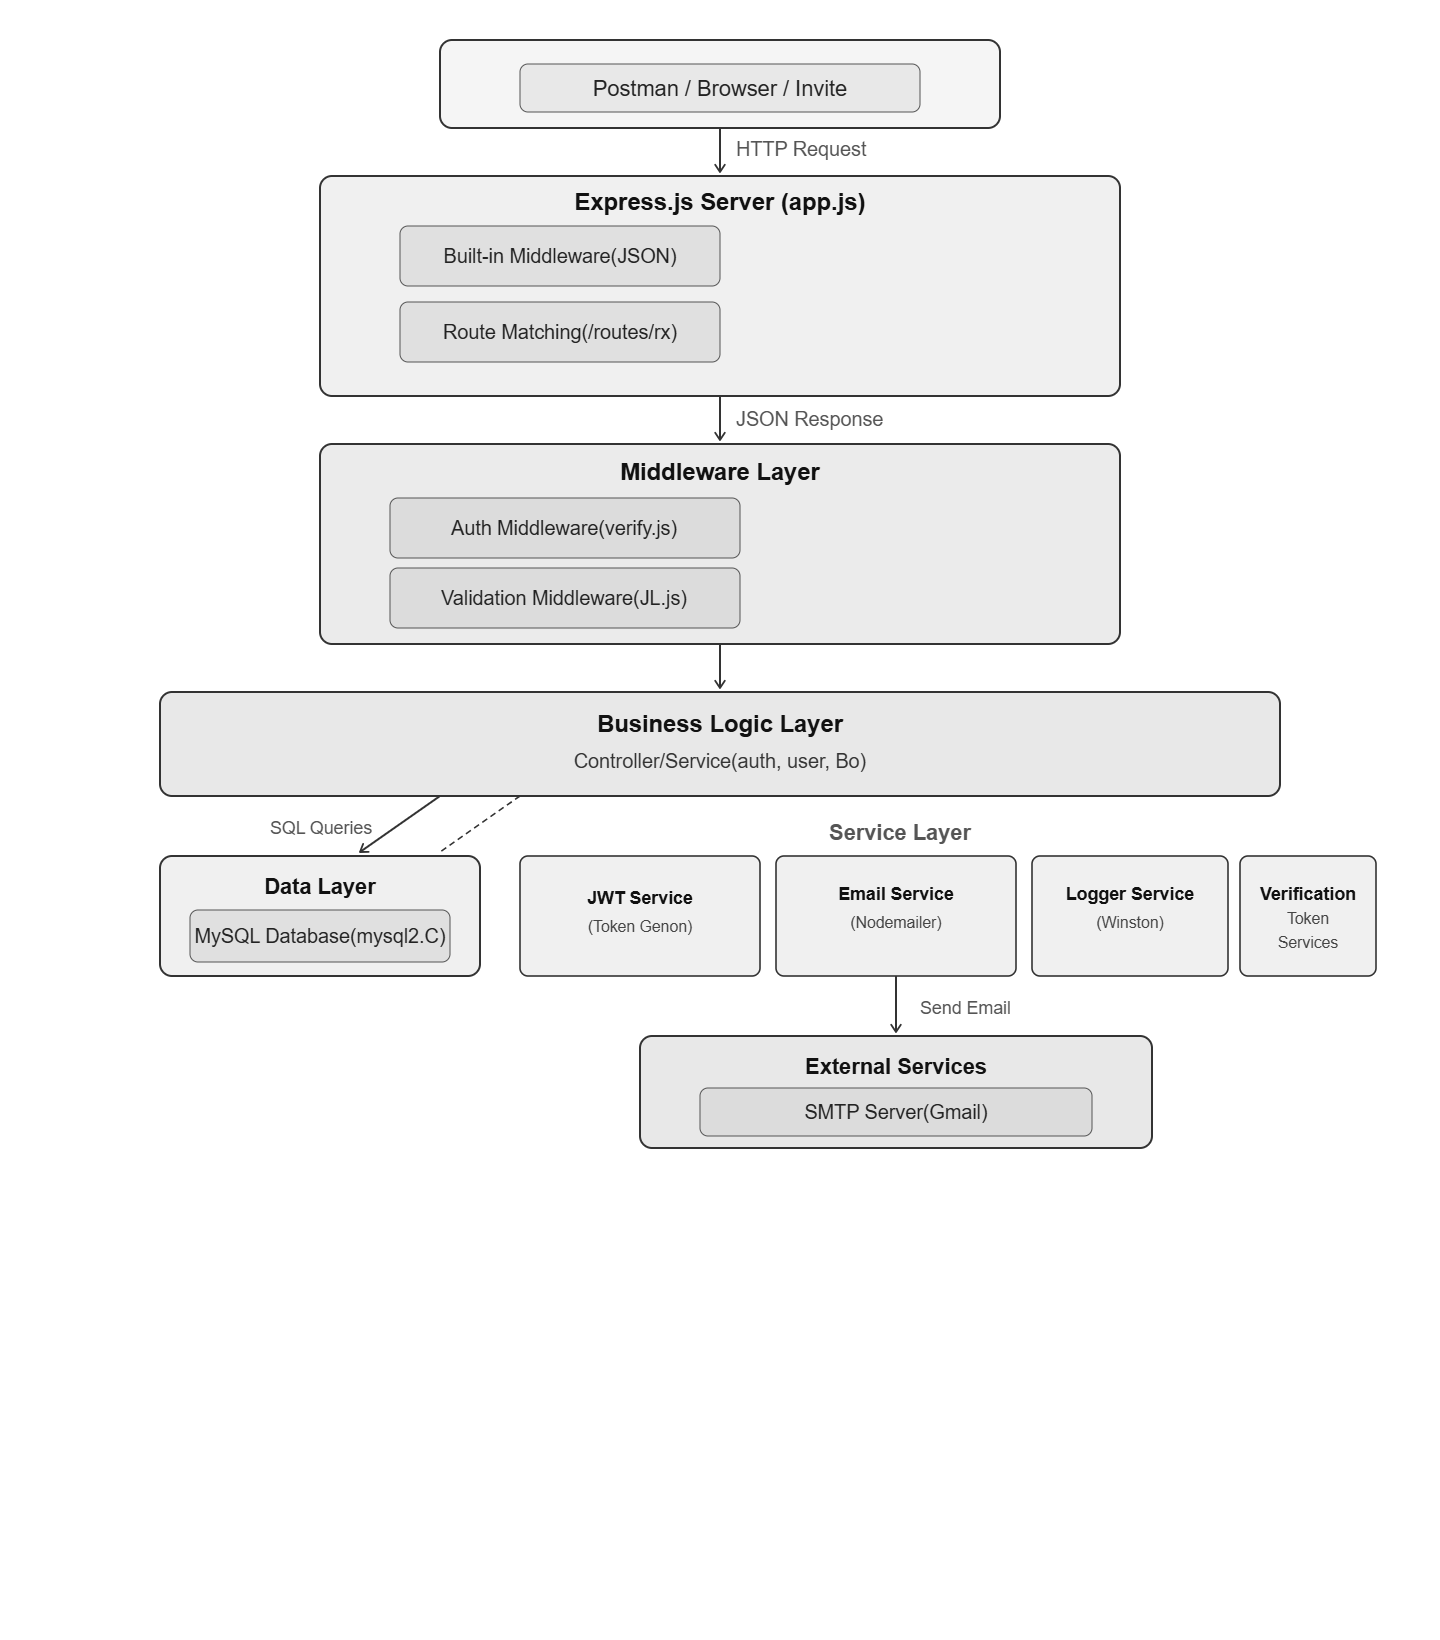 Postman / Browser / Invite
HTTP Request
Express.js Server (app.js)
Built-in Middleware(JSON)
Route Matching(/routes/rx)
JSON Response
Middleware Layer
Auth Middleware(verify.js)
Validation Middleware(JL.js)
Business Logic Layer
Controller/Service(auth, user, Bo)
SQL Queries
Service Layer
Data Layer
MySQL Database(mysql2.C)
JWT Service
(Token Genon)
Email Service
(Nodemailer)
Logger Service
(Winston)
Verification
Token
Services
Send Email
External Services
SMTP Server(Gmail)